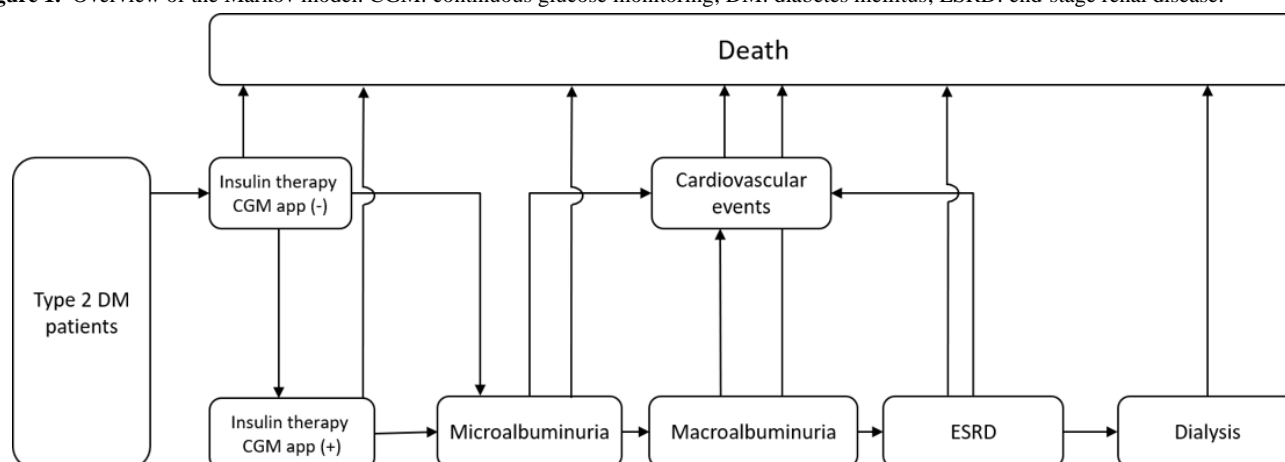 Figure 1. Overview of the Markov model. CGM: continuous glucose monitoring; DM: diabetes mellitus; ESRD: end-stage renal disease.
Death
Insulin therapy
CGM app (-)
Cardiovascular
events
Type 2 DM
patients
Insulin therapy
CGM app (+)
Microalbuminuria
Macroalbuminuria
ESRD
Dialysis